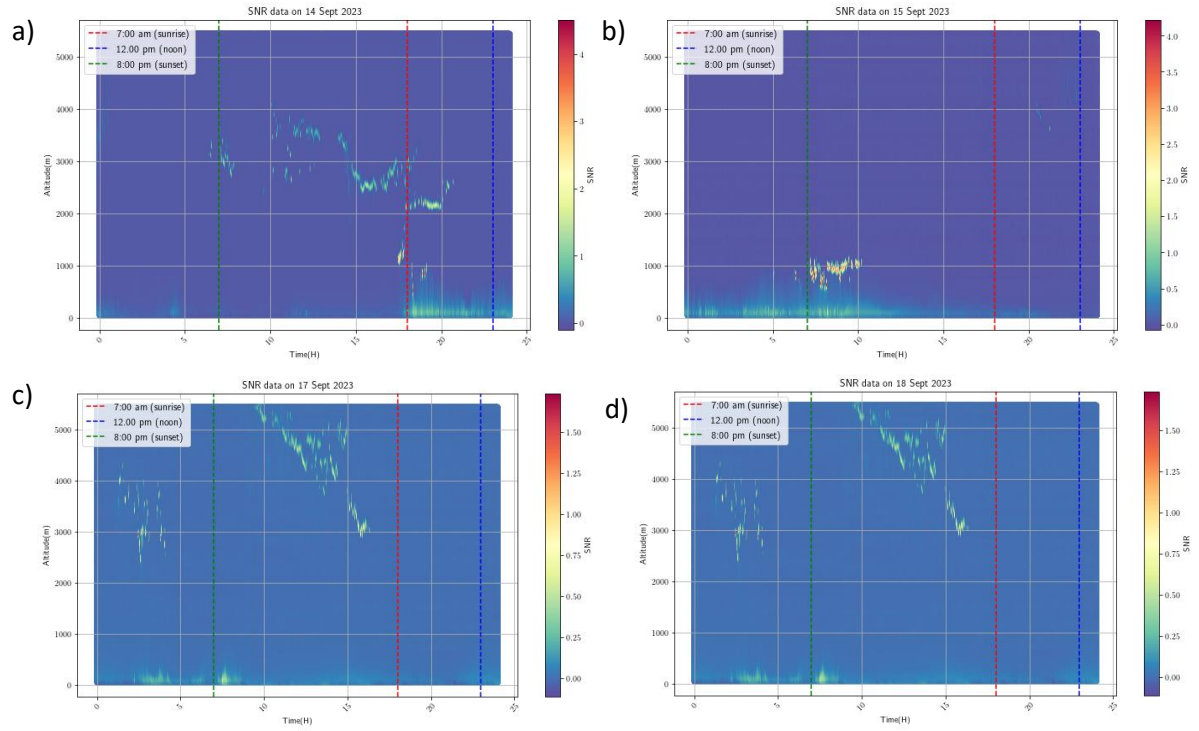 a)
SNR data on 14 Sept 2023
7:00 am (sunrise)
12.00 pm (noon)
8:00 pm (sunset)
Altitude(m)
5000
4000
3000
2000
1000
0
0
5
10
15
20
25
Time(H)
4
3
2
1
0
SNR
b)
SNR data on 15 Sept 2023
7:00 am (sunrise)
12.00 pm (noon)
8:00 pm (sunset)
Altitude(m)
5000
4000
3000
2000
1000
0
0
5
10
15
20
25
Time(H)
4.0
3.5
3.0
2.5
2.0
1.5
1.0
0.5
0.0
SNR
c)
SNR data on 17 Sept 2023
7:00 am (sunrise)
12.00 pm (noon)
8:00 pm (sunset)
Altitude(m)
5000
4000
3000
2000
1000
0
0
5
10
15
20
25
Time(H)
1.50
1.25
1.00
0.75
0.50
0.25
0.00
SNR
d)
SNR data on 18 Sept 2023
7:00 am (sunrise)
12.00 pm (noon)
8:00 pm (sunset)
Altitude(m)
5000
4000
3000
2000
1000
0
0
5
10
15
20
25
Time(H)
1.50
1.25
1.00
0.75
0.50
0.25
0.00
SNR